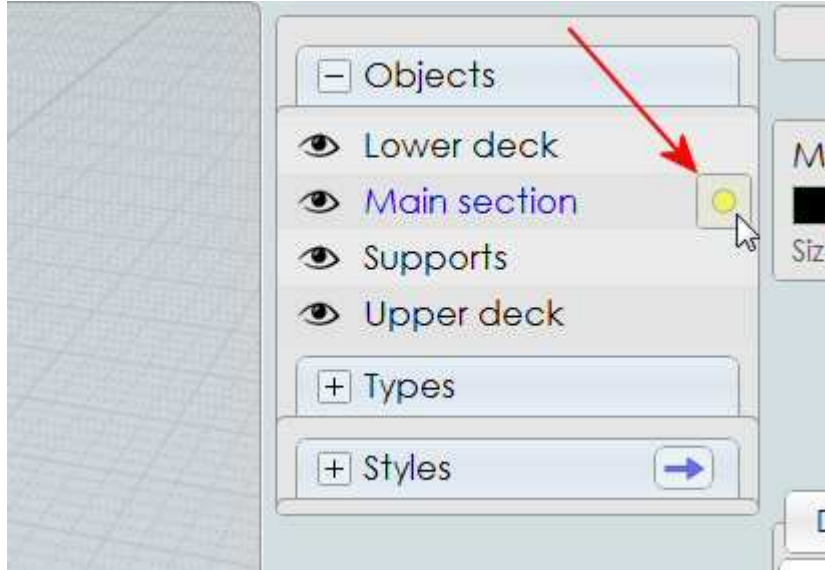 Objects
Lower deck
Main section
Supports
Upper deck
Types
Styles